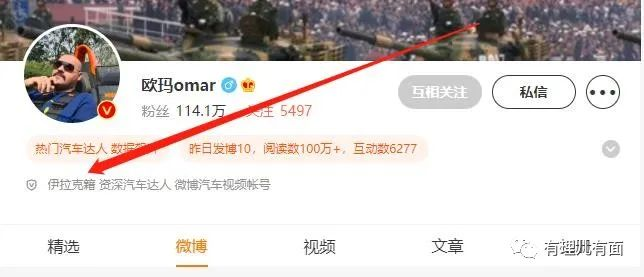 欧玛omar
互相关注
私信
粉丝 114.1万 关注 5497
热门汽车达人 数据
昨日发博10，阅读数100万+，互动数6277
伊拉克籍 资深汽车达人 微博汽车视频帐号
精选
微博
视频
文章
有理儿有面